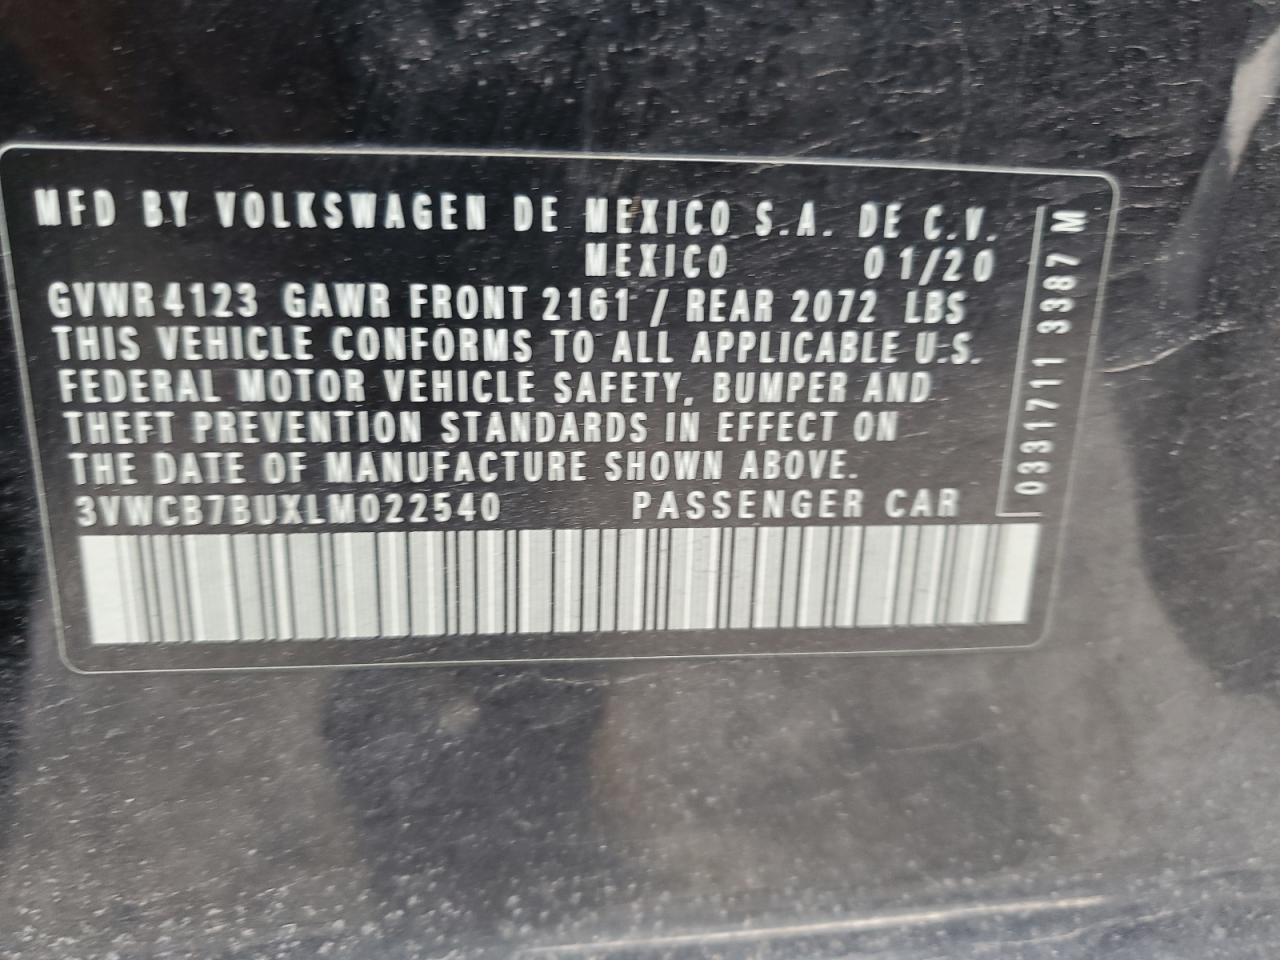 MFD BY VOLKSWAGEN DE MEXICO S.A. DE C.V.
MEXICO 01/20
GVWR 4123 GAWR FRONT 2161 / REAR 2072 LBS
THIS VEHICLE CONFORMS TO ALL APPLICABLE U.S.
FEDERAL MOTOR VEHICLE SAFETY, BUMPER AND
THEFT PREVENTION STANDARDS IN EFFECT ON
THE DATE OF MANUFACTURE SHOWN ABOVE.
3VWCB7BUXLM022540 PASSENGER CAR
0331711 3387 M